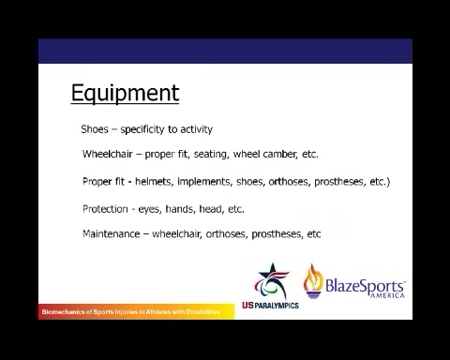 Equipment
Shoes – specificity to activity
Wheelchair – proper fit, seating, wheel camber, etc.
Proper fit - helmets, implements, shoes, orthoses, prostheses, etc.)
Protection - eyes, hands, head, etc.
Maintenance – wheelchair, orthoses, prostheses, etc
US PARALYMPICS
BlazeSports
AMERICA
Biomechanics of Sports Injuries in Athletes with Disabilities